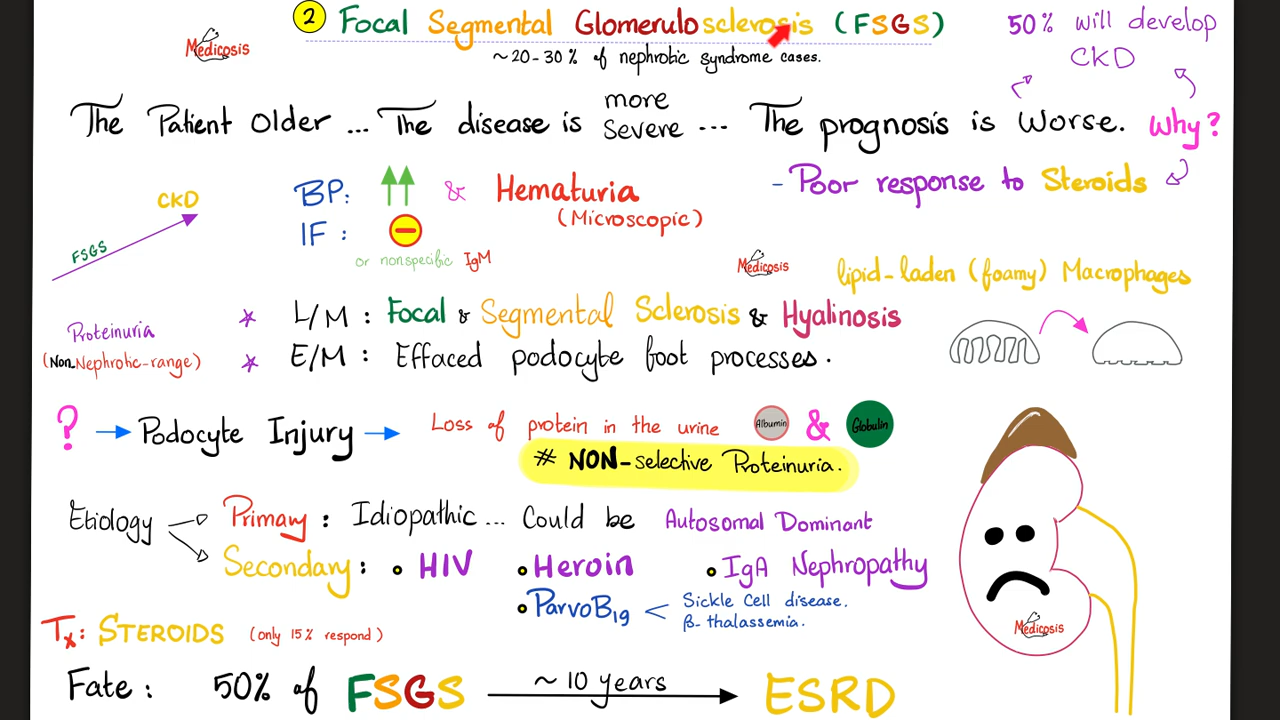 2 Focal Segmental Glomerulosclerosis (FSGS)
Medicosis
~20-30% of nephrotic syndrome cases.
50% will develop
CKD
The Patient Older ... The disease is more severe ... The prognosis is Worse. Why?
- Poor response to Steroids
CKD
FSGS
BP: & Hematuria
(Microscopic)
IF :
or nonspecific IgM
Medicosis
lipid-laden (foamy) Macrophages
Proteinuria
(Non-Nephrotic-range)
L/M : Focal & Segmental Sclerosis & Hyalinosis
E/M : Effaced podocyte foot processes.
? → Podocyte Injury → Loss of protein in the urine Albumin & Globulin
# NON-selective Proteinuria.
Etiology
Primary : Idiopathic ... Could be Autosomal Dominant
Secondary : • HIV • Heroin • IgA Nephropathy
• ParvoB19 < Sickle Cell disease.
β-thalassemia.
Medicosis
Tx: STEROIDS (only 15% respond)
Fate : 50% of FSGS ~ 10 years → ESRD